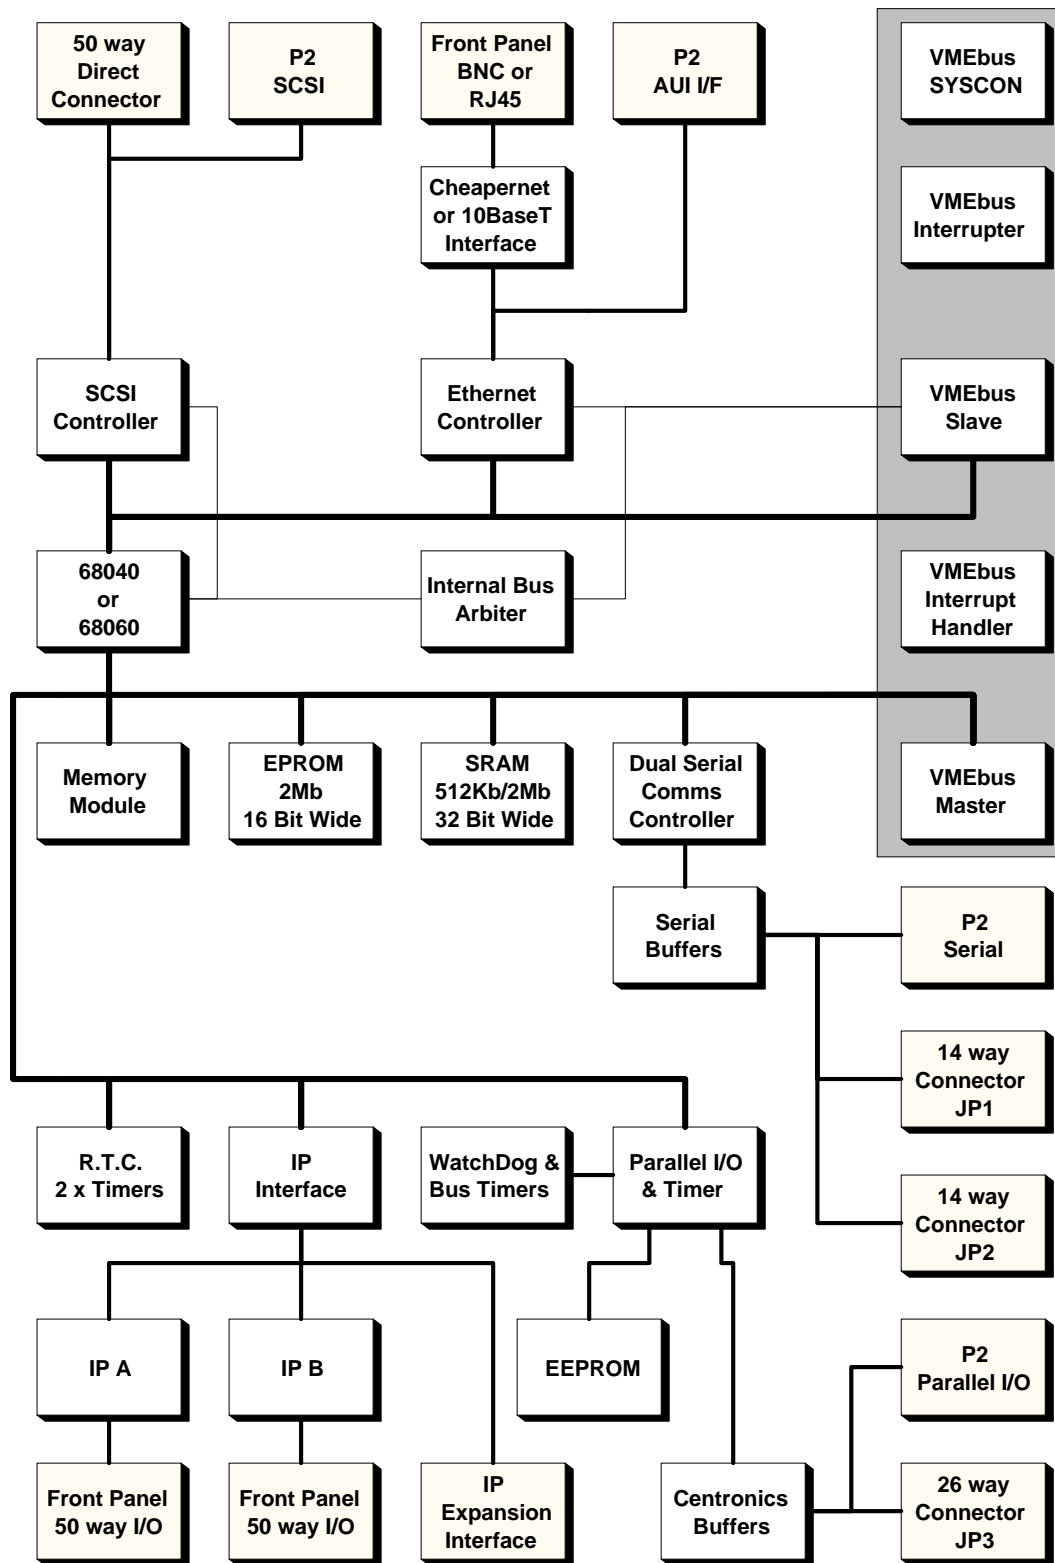 50 way
Direct
Connector
P2
SCSI
Front Panel
BNC or
RJ45
P2
AUI I/F
VMEbus
SYSCON
Cheapernet
or 10BaseT
Interface
VMEbus
Interrupter
SCSI
Controller
Ethernet
Controller
VMEbus
Slave
68040
or
68060
Internal Bus
Arbiter
VMEbus
Interrupt
Handler
Memory
Module
EPROM
2Mb
16 Bit Wide
SRAM
512Kb/2Mb
32 Bit Wide
Dual Serial
Comms
Controller
VMEbus
Master
Serial
Buffers
P2
Serial
14 way
Connector
JP1
R.T.C.
2 x Timers
IP
Interface
WatchDog &
Bus Timers
Parallel I/O
& Timer
14 way
Connector
JP2
IP A
IP B
EEPROM
P2
Parallel I/O
Front Panel
50 way I/O
Front Panel
50 way I/O
IP
Expansion
Interface
Centronics
Buffers
26 way
Connector
JP3